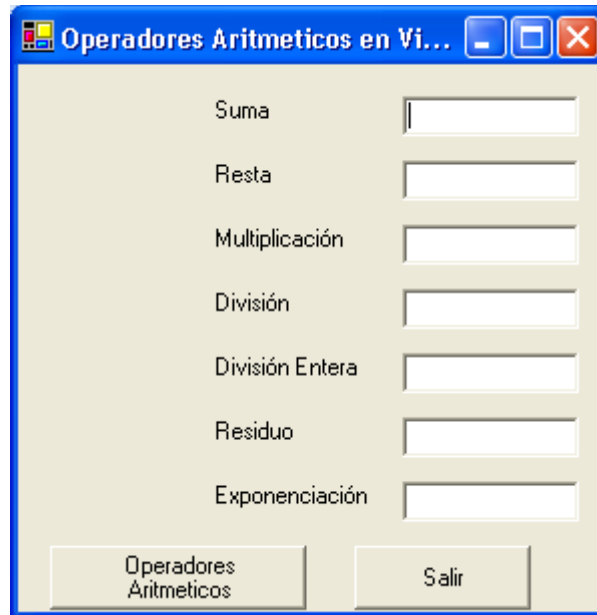 Operadores Aritmeticos en Vi...
Suma
Resta
Multiplicación
División
División Entera
Residuo
Exponenciación
Operadores
Aritmeticos
Salir